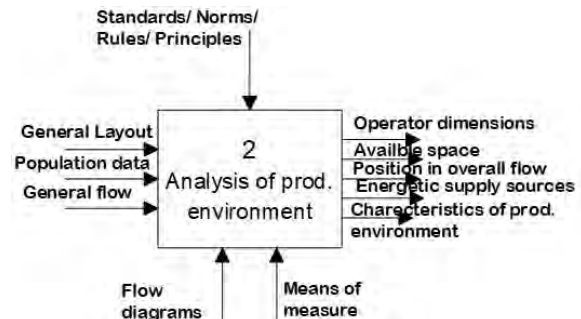 Standards/ Norms/
Rules/ Principles
General Layout
Population data
General flow
2
Analysis of prod.
environment
Operator dimensions
Availble space
Position in overall flow
Energetic supply sources
Charecteristics of prod.
environment
Flow
diagrams
Means of
measure